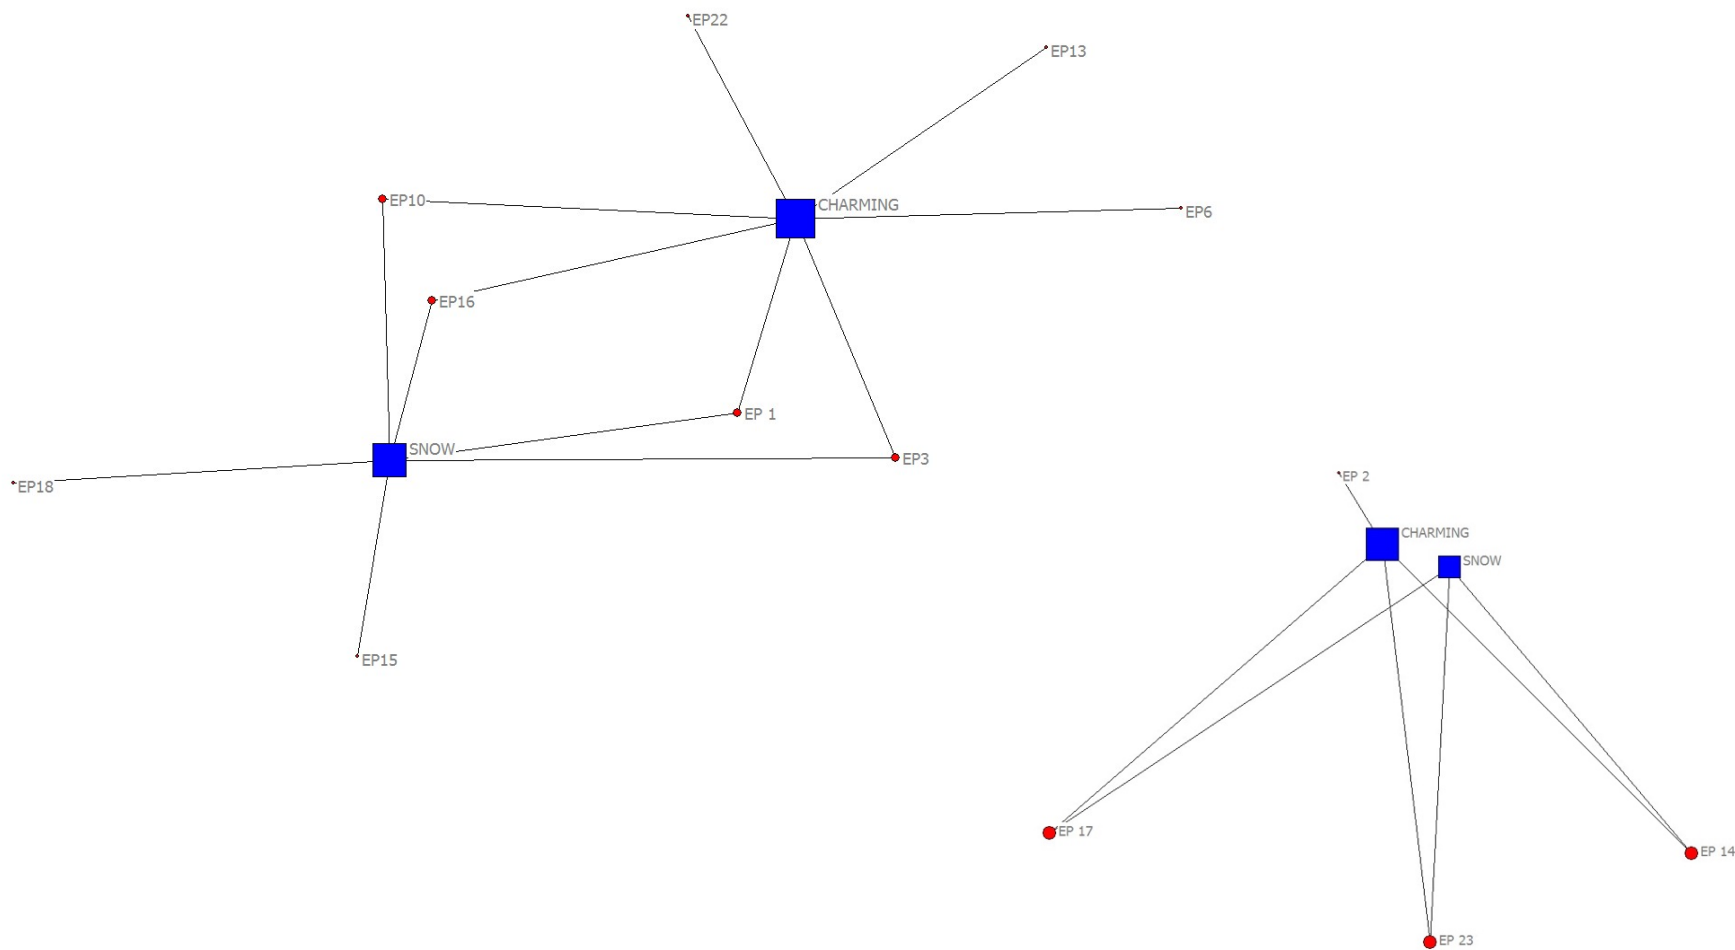 EP22
EP13
EP10
CHARMING
EP6
EP16
EP 1
SNOW
EP3
EP18
EP15
EP 2
CHARMING
SNOW
EP 17
EP 14
EP 23